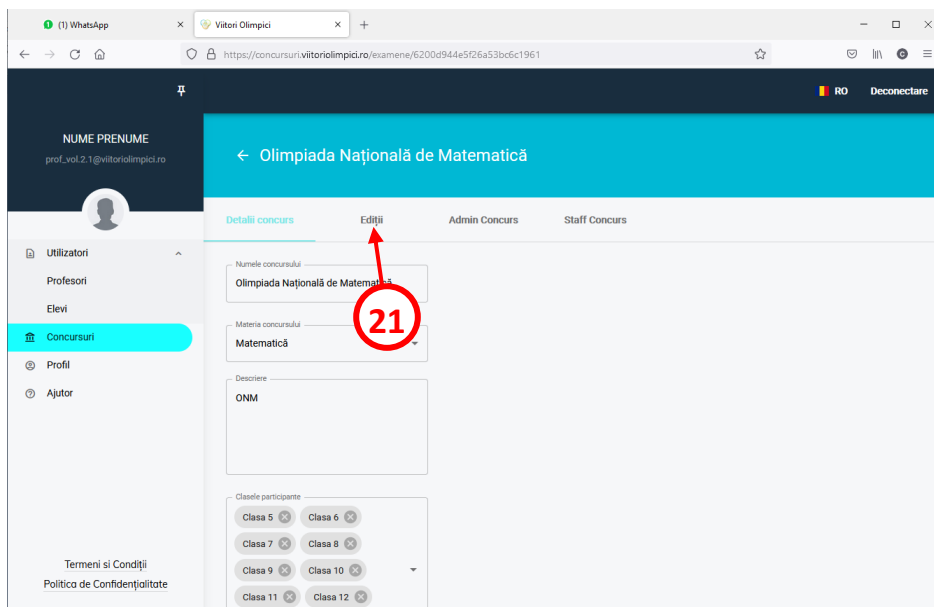 (1) WhatsApp
Viitori Olimpici
https://concursuri.viitoriolimpici.ro/examene/6200d944e5f26a53bc6c1961
RO Deconectare
NUME PRENUME
prof_vol.2.1@viitoriolimpici.ro
Olimpiada Națională de Matematică
Detalii concurs Ediții Admin Concurs Staff Concurs
Utilizatori
Profesori
Elevi
Concursuri
Profil
Ajutor
Termeni si Condiții
Politica de Confidențialitate
Numele concursului
Olimpiada Națională de Matematică
21
Materia concursului
Matematică
Descriere
ONM
Clasele participante
Clasa 5 Clasa 6
Clasa 7 Clasa 8
Clasa 9 Clasa 10
Clasa 11 Clasa 12